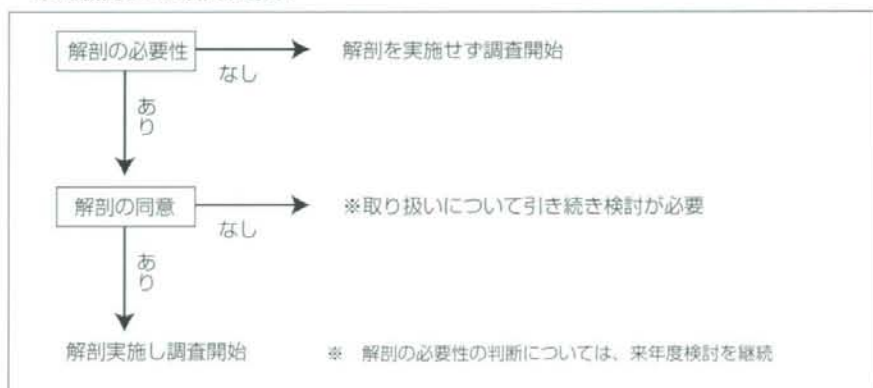 解剖の必要性
なし
解剖を実施せず調査開始
あり
解剖の同意
なし
※取り扱いについて引き続き検討が必要
あり
解剖実施し調査開始
※ 解剖の必要性の判断については、来年度検討を継続